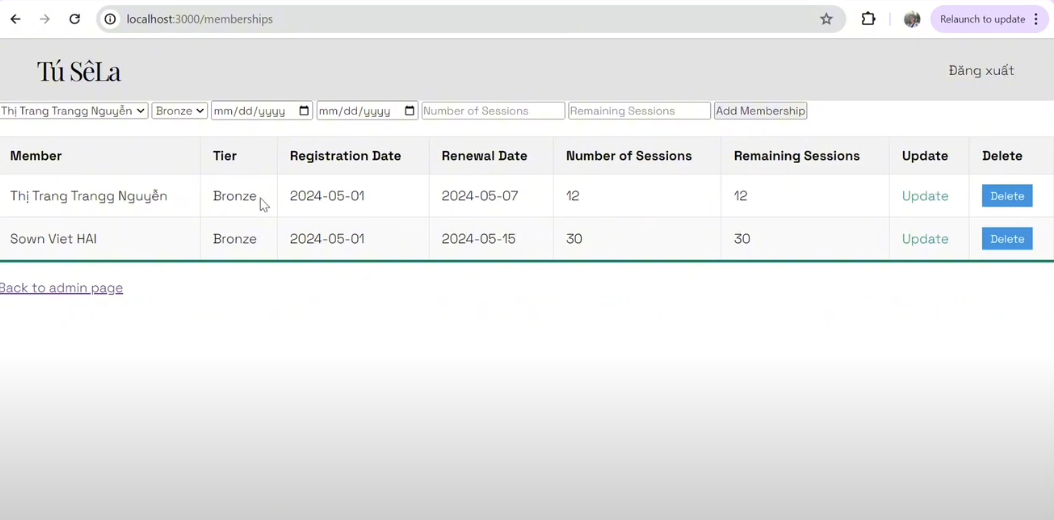 localhost:3000/memberships
Relaunch to update
Tú SêLa
Đăng xuất
Thị Trang Trangg Nguyễn Bronze mm/dd/yyyy mm/dd/yyyy Number of Sessions Remaining Sessions Add Membership
Member Tier Registration Date Renewal Date Number of Sessions Remaining Sessions Update Delete
Thị Trang Trangg Nguyễn Bronze 2024-05-01 2024-05-07 12 12 Update Delete
Sown Viet HAI Bronze 2024-05-01 2024-05-15 30 30 Update Delete
Back to admin page